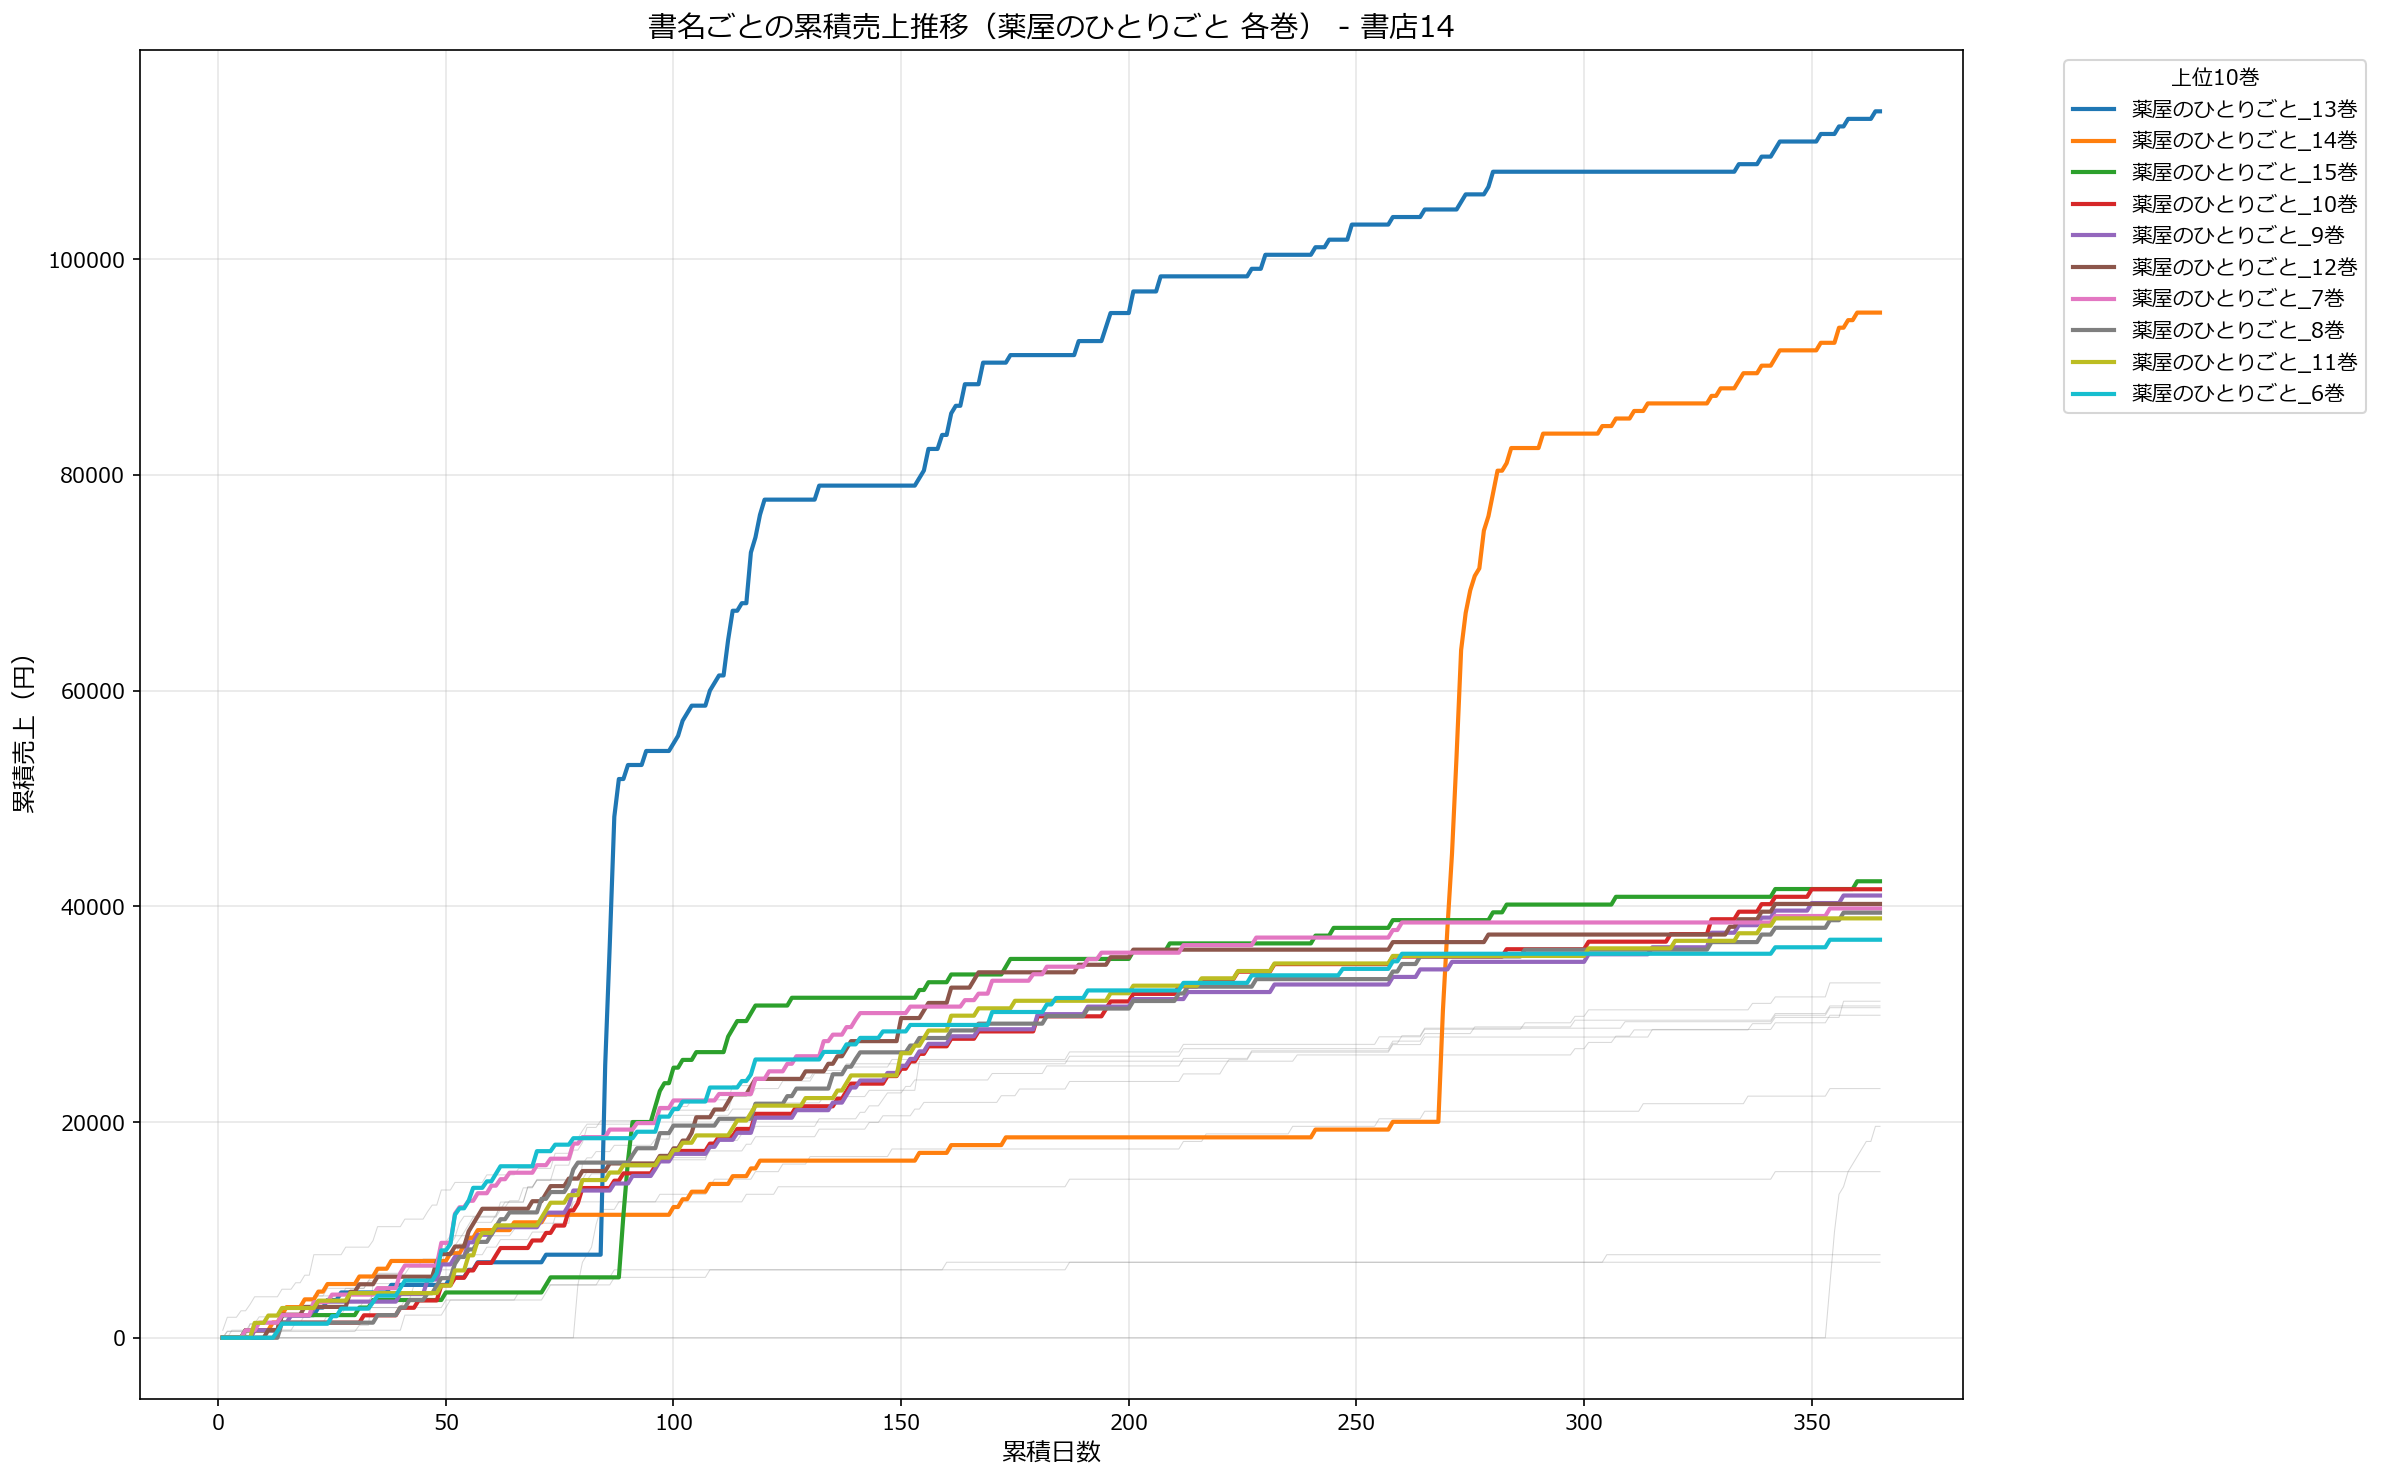 書名ごとの累積売上推移（薬屋のひとりごと 各巻） - 書店14
累積売上（円）
100000
80000
60000
40000
20000
0
0 50 100 150 200 250 300 350
累積日数
上位10巻
薬屋のひとりごと_13巻
薬屋のひとりごと_14巻
薬屋のひとりごと_15巻
薬屋のひとりごと_10巻
薬屋のひとりごと_9巻
薬屋のひとりごと_12巻
薬屋のひとりごと_7巻
薬屋のひとりごと_8巻
薬屋のひとりごと_11巻
薬屋のひとりごと_6巻